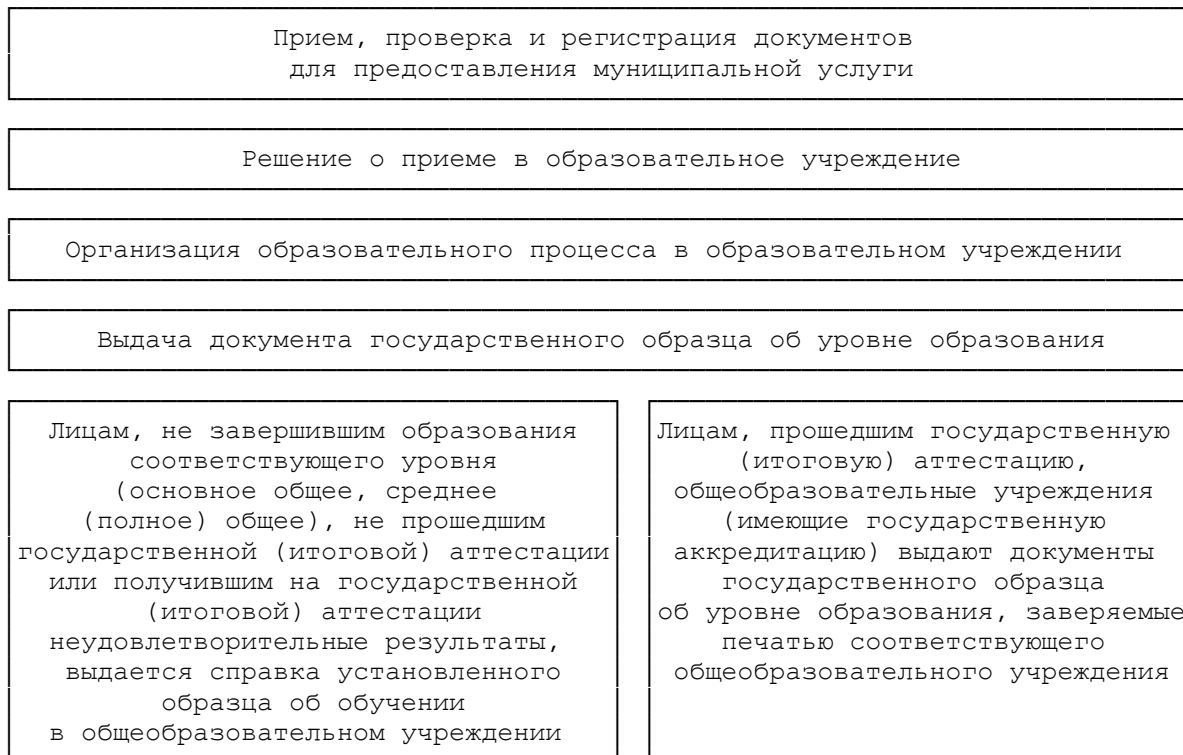 Прием, проверка и регистрация документов
для предоставления муниципальной услуги
Решение о приеме в образовательное учреждение
Организация образовательного процесса в образовательном учреждении
Выдача документа государственного образца об уровне образования
Лицам, не завершившим образования
соответствующего уровня
(основное общее, среднее
(полное) общее), не прошедшим
государственной (итоговой) аттестации
или получившим на государственной
(итоговой) аттестации
неудовлетворительные результаты,
выдается справка установленного
образца об обучении
в общеобразовательном учреждении
Лицам, прошедшим государственную
(итоговую) аттестацию,
общеобразовательные учреждения
(имеющие государственную
аккредитацию) выдают документы
государственного образца
об уровне образования, заверяемые
печатью соответствующего
общеобразовательного учреждения